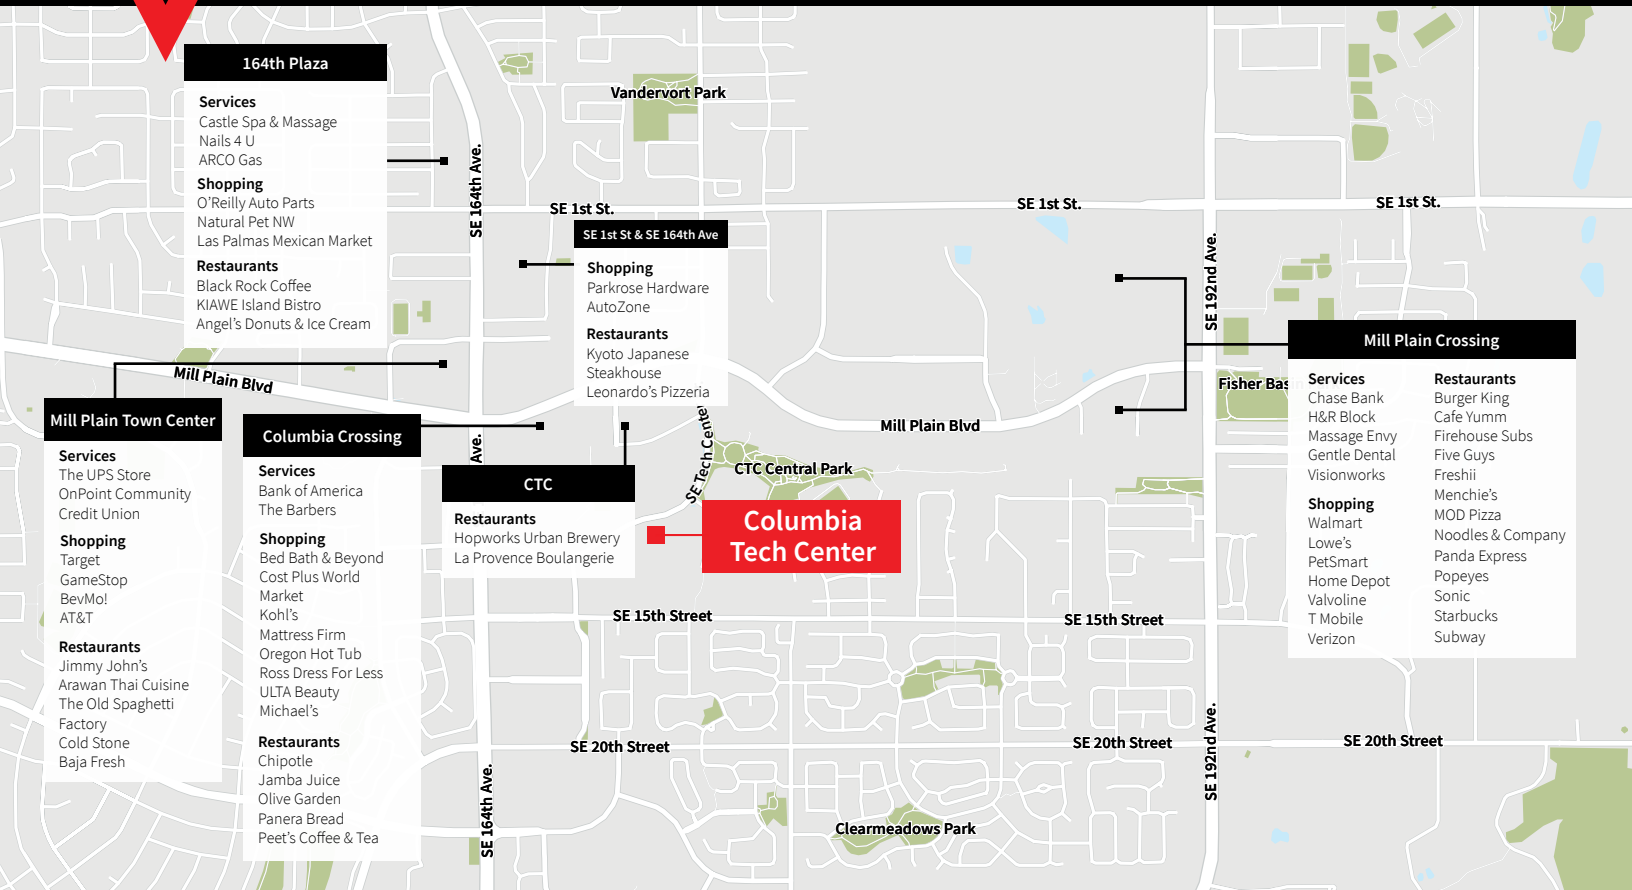 164th Plaza
Services
Castle Spa & Massage
Nails 4 U
ARCO Gas
Shopping
O'Reilly Auto Parts
Natural Pet NW
Las Palmas Mexican Market
Restaurants
Black Rock Coffee
KIAWE Island Bistro
Angel's Donuts & Ice Cream
Vandervort Park
SE 164th Ave.
SE 1st St.
SE 1st St.
SE 1st St.
SE 1st St & SE 164th Ave
Shopping
Parkrose Hardware
AutoZone
Restaurants
Kyoto Japanese
Steakhouse
Leonardo's Pizzeria
SE 192nd Ave.
Mill Plain Blvd
Mill Plain Blvd
Fisher Basin
Mill Plain Crossing
Services
Chase Bank
H&R Block
Massage Envy
Gentle Dental
Visionworks
Shopping
Walmart
Lowe's
PetSmart
Home Depot
Valvoline
T Mobile
Verizon
Restaurants
Burger King
Cafe Yumm
Firehouse Subs
Five Guys
Freshii
Menchie's
MOD Pizza
Noodles & Company
Panda Express
Popeyes
Sonic
Starbucks
Subway
Mill Plain Town Center
Services
The UPS Store
OnPoint Community
Credit Union
Shopping
Target
GameStop
BevMo!
AT&T
Restaurants
Jimmy John's
Arawan Thai Cuisine
The Old Spaghetti
Factory
Cold Stone
Baja Fresh
Columbia Crossing
Services
Bank of America
The Barbers
Shopping
Bed Bath & Beyond
Cost Plus World
Market
Kohl's
Mattress Firm
Oregon Hot Tub
Ross Dress For Less
ULTA Beauty
Michael's
Restaurants
Chipotle
Jamba Juice
Olive Garden
Panera Bread
Peet's Coffee & Tea
Ave.
CTC
Restaurants
Hopworks Urban Brewery
La Provence Boulangerie
SE Tech Center
CTC Central Park
Columbia
Tech Center
SE 15th Street
SE 15th Street
SE 20th Street
SE 20th Street
SE 20th Street
SE 164th Ave.
SE 192nd Ave.
Clearmeadows Park